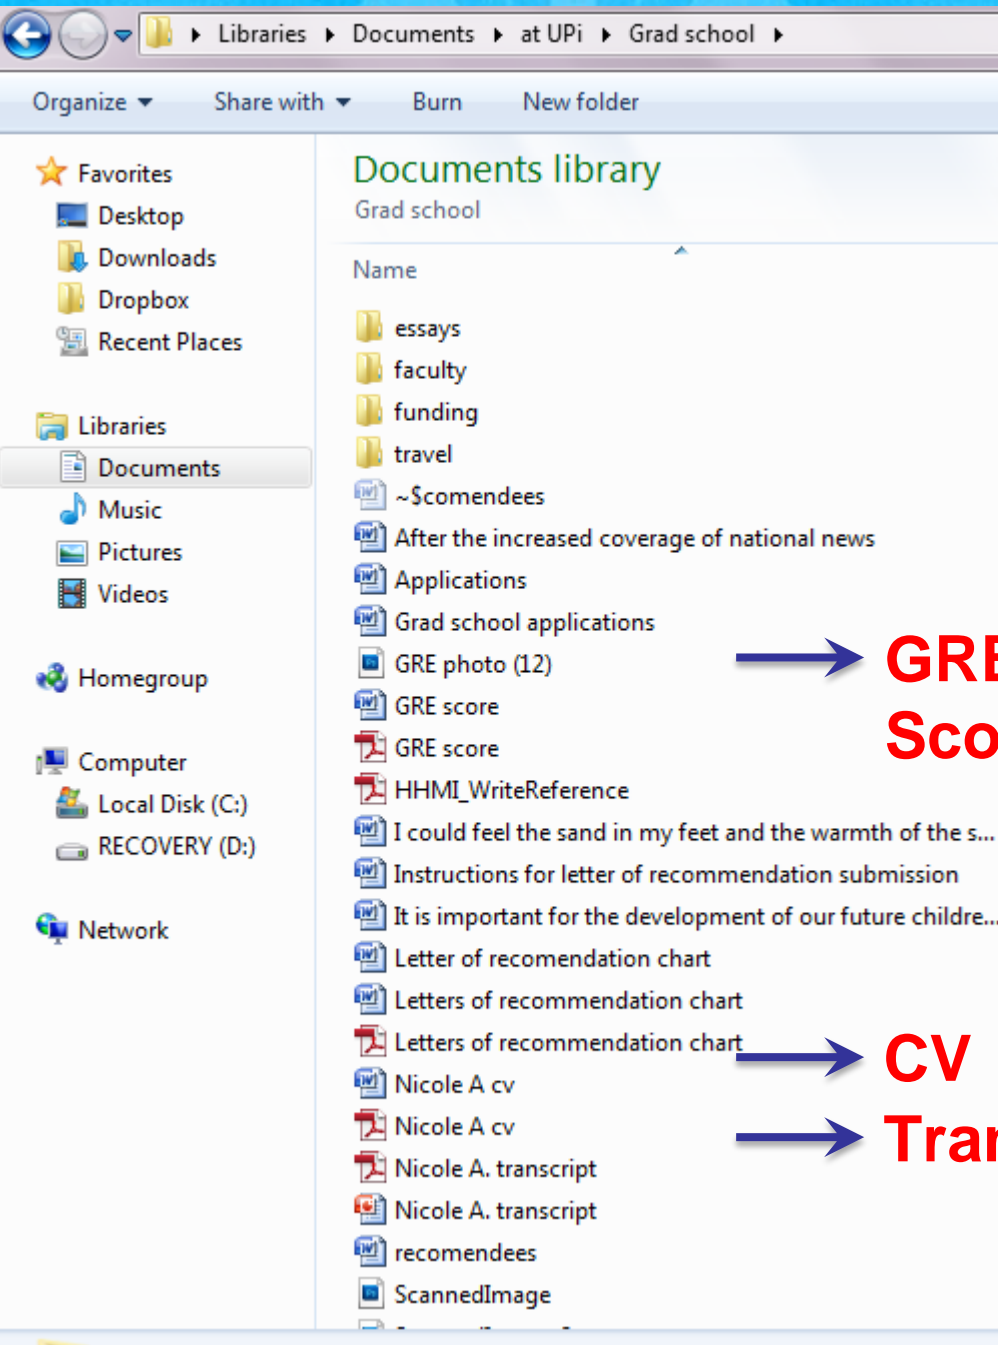 Libraries Documents at UPi Grad school
Organize Share with Burn New folder
Favorites
Desktop
Downloads
Dropbox
Recent Places
Libraries
Documents
Music
Pictures
Videos
Homegroup
Computer
Local Disk (C:)
RECOVERY (D:)
Network
Documents library
Grad school
Name
essays
faculty
funding
travel
~$comendees
After the increased coverage of national news
Applications
Grad school applications
GRE photo (12)
GRE score
GRE score
HHMI_WriteReference
I could feel the sand in my feet and the warmth of the s...
Instructions for letter of recommendation submission
It is important for the development of our future childre...
Letter of recomendation chart
Letters of recommendation chart
Letters of recommendation chart
Nicole A cv
Nicole A cv
Nicole A. transcript
Nicole A. transcript
recomendees
ScannedImage
GRE
Sco
CV
Tran